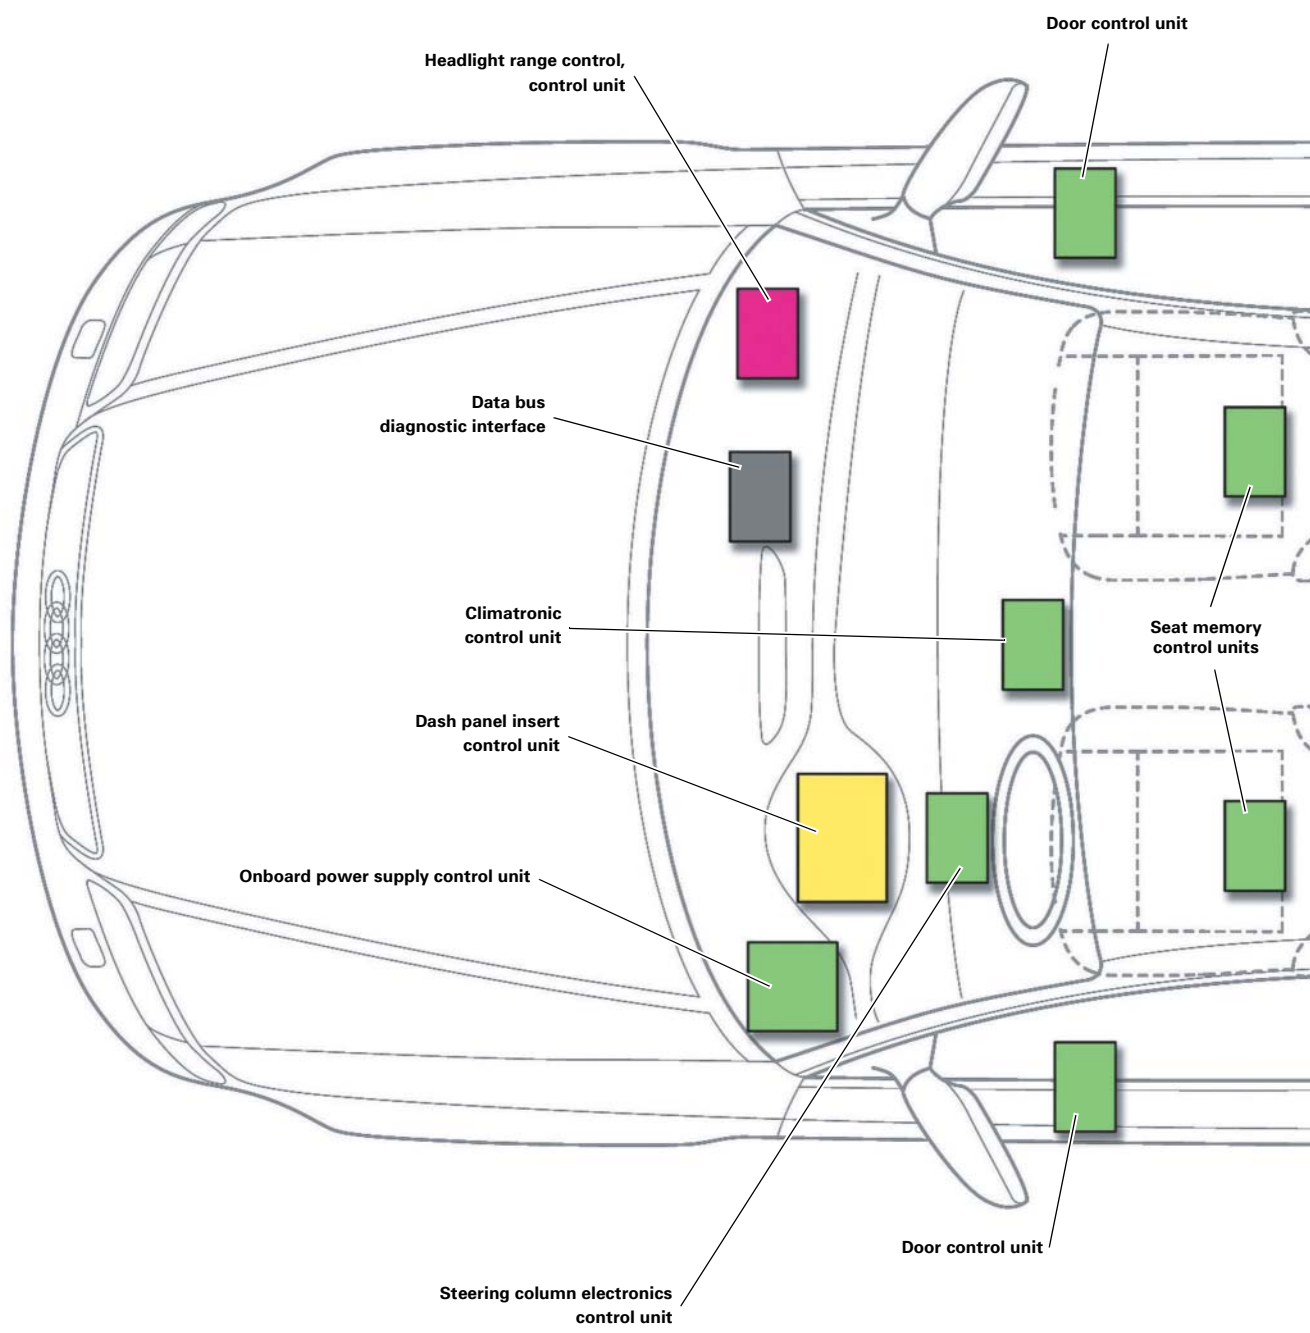 Door control unit
Headlight range control,
control unit
Data bus
diagnostic interface
Climatronic
control unit
Seat memory
control units
Dash panel insert
control unit
Onboard power supply control unit
Door control unit
Steering column electronics
control unit